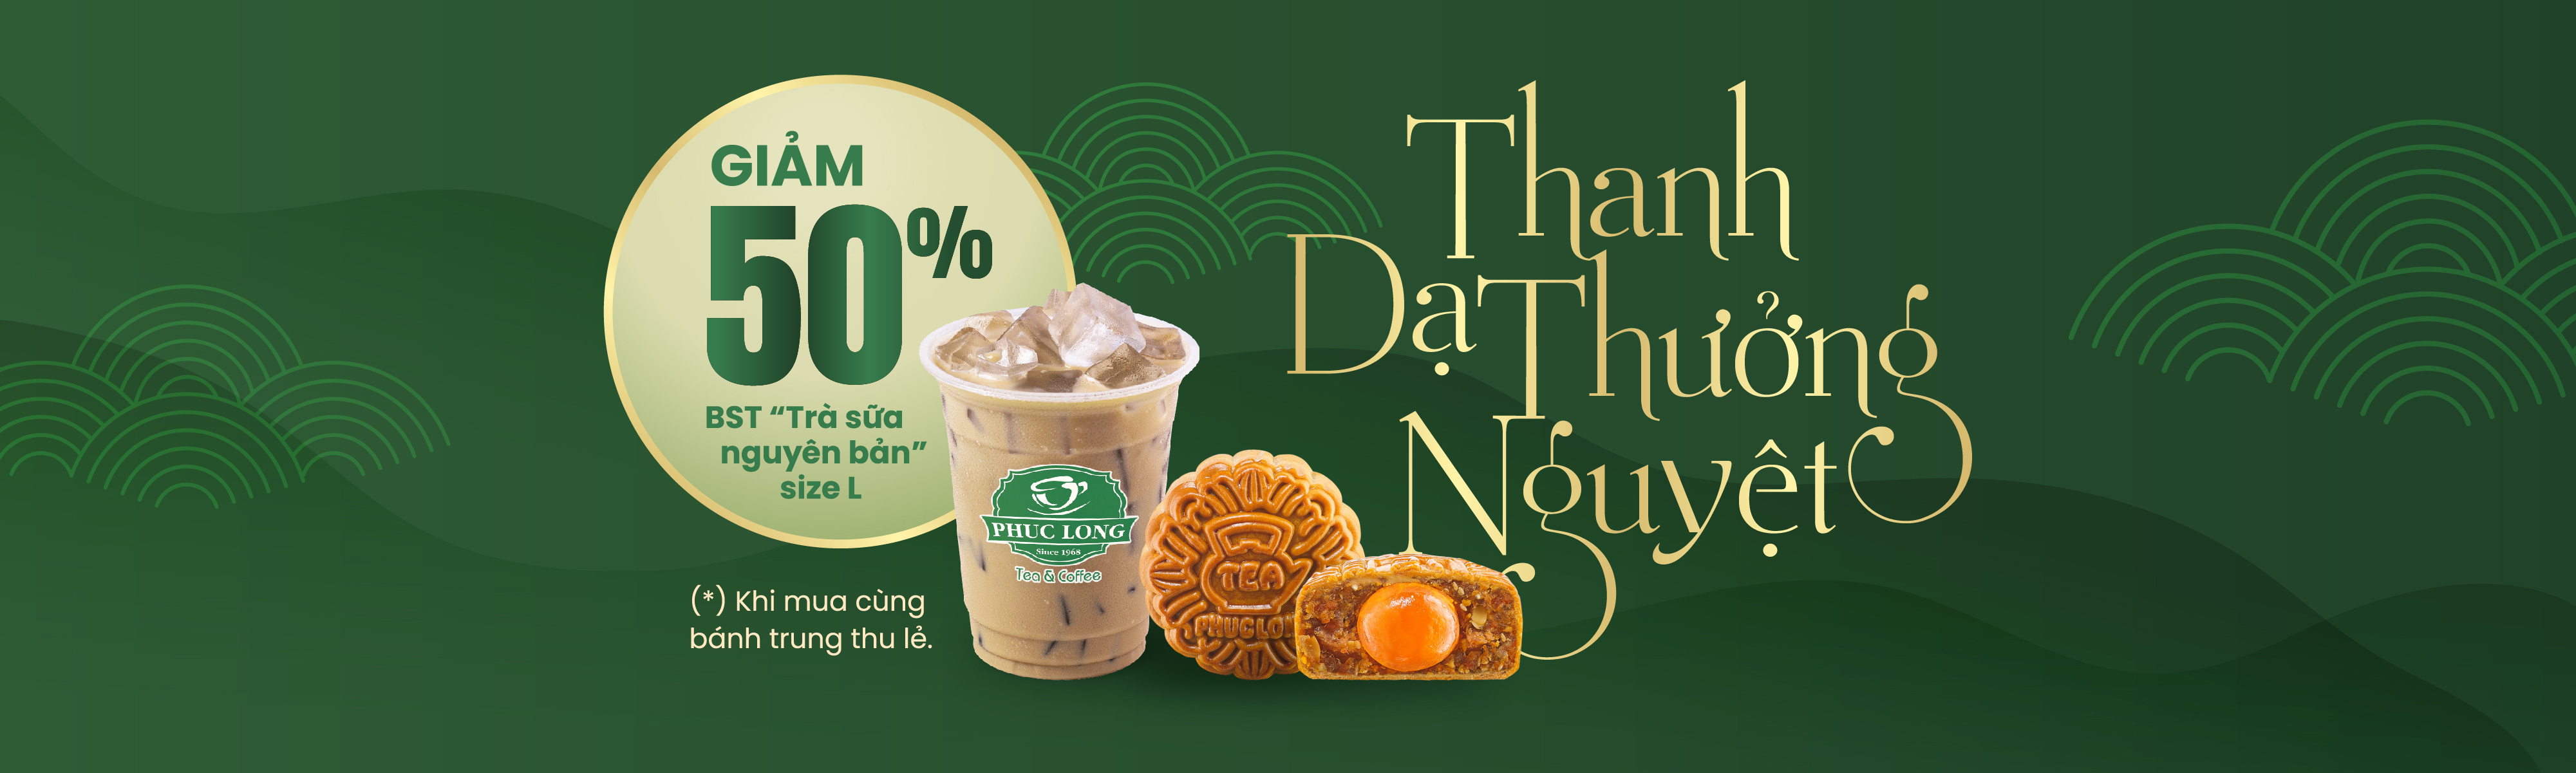 GIẢM
50%
BST “Trà sữa
nguyên bản”
size L
(*) Khi mua cùng
bánh trung thu lẻ.
PHUC LONG
Since 1968
Tea & Coffee
TEA
PHUCLON
Thanh
Dạ Thưởng
Nguyệt